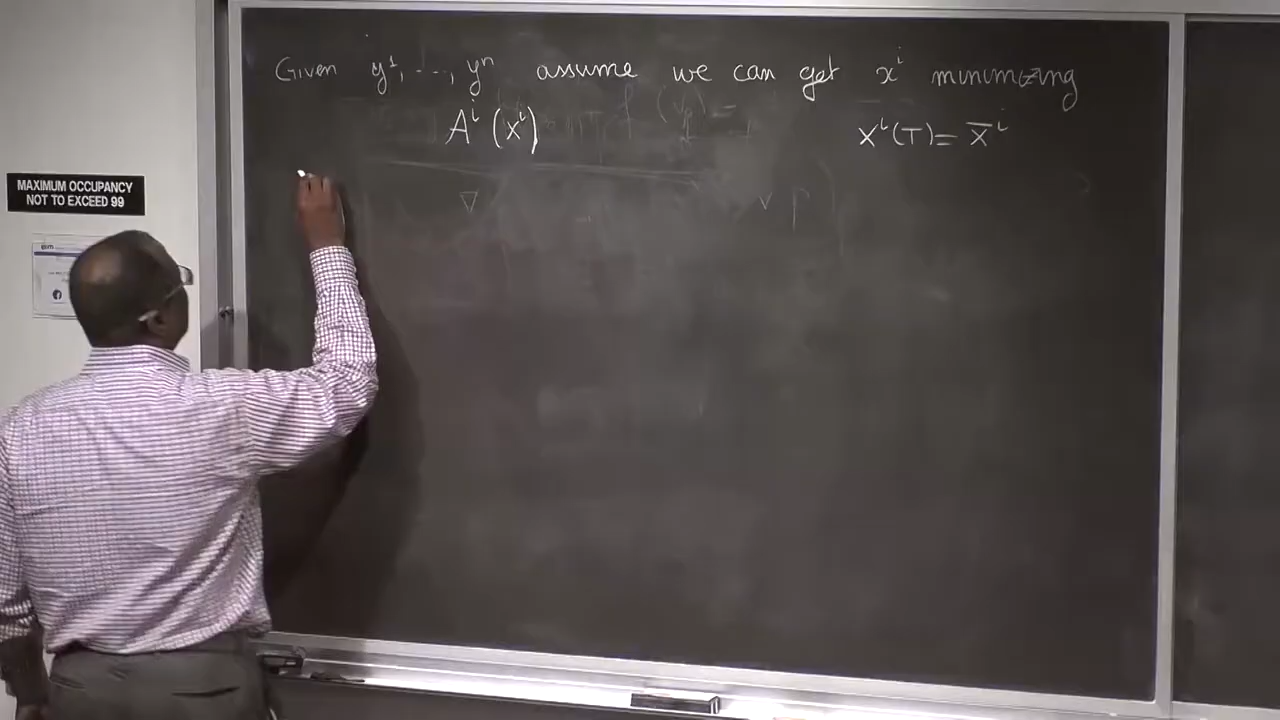 Given y¹, ..., yⁿ assume we can get xⁱ minimizing
Aⁱ(xⁱ) xⁱ(T) = x̄ⁱ
MAXIMUM OCCUPANCY
NOT TO EXCEED 99